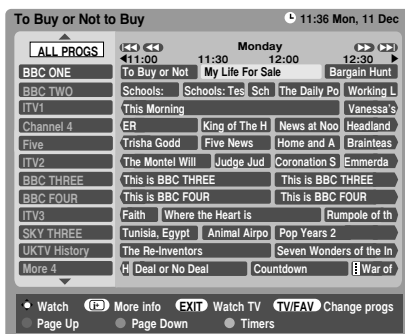 To Buy or Not to Buy 11:36 Mon, 11 Dec
ALL PROGS Monday
11:00 11:30 12:00 12:30
BBC ONE To Buy or Not My Life For Sale Bargain Hunt
BBC TWO Schools: Schools: Tes Sch The Daily Po Working L
ITV1 This Morning Vanessa's
Channel 4 ER King of The H News at Noo Headland
Five Trisha Godd Five News Home and A Brainteas
ITV2 The Montel Will Judge Jud Coronation S Emmerda
BBC THREE This is BBC THREE This is BBC THREE
BBC FOUR This is BBC FOUR This is BBC FOUR
ITV3 Faith Where the Heart is Rumpole of th
SKY THREE Tunisia, Egypt Animal Airpo Pop Years 2
UKTV History The Re-Inventors Seven Wonders of the In
More 4 H Deal or No Deal Countdown War of
Watch i+ More info EXIT Watch TV TV/FAV Change progs
Page Up Page Down Timers